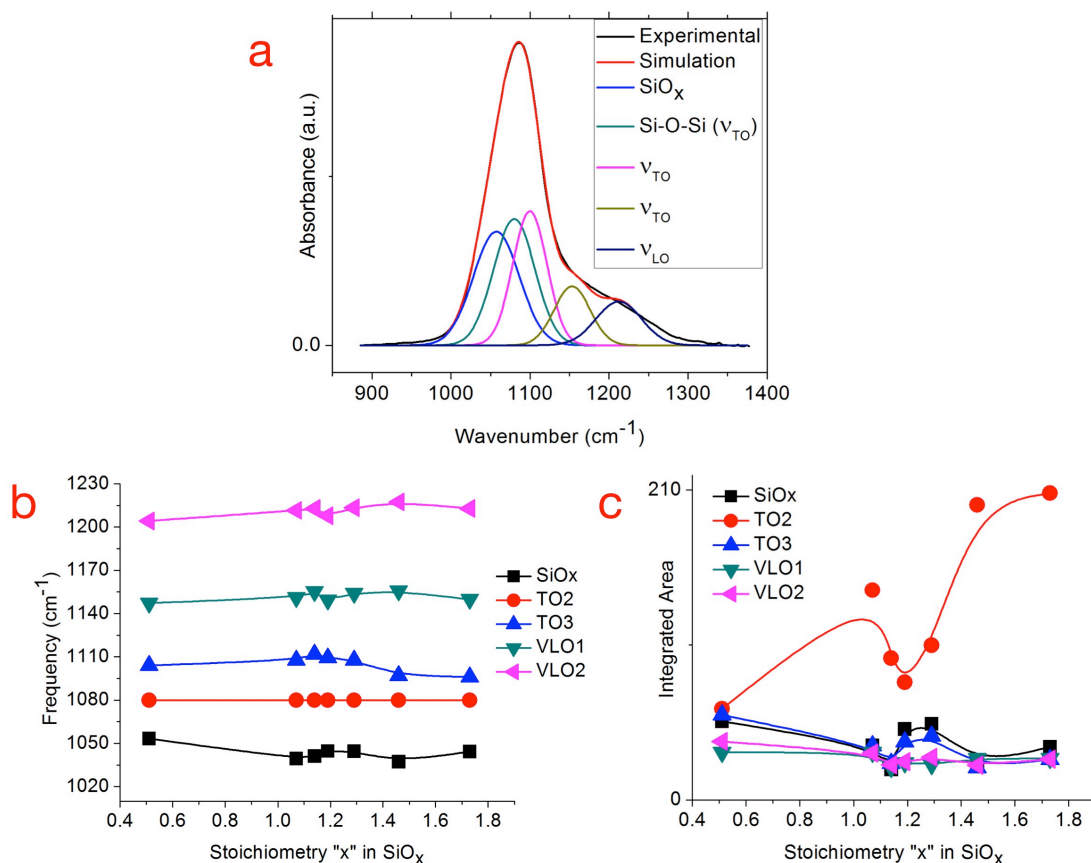 a
Absorbance (a.u.)
0.0
Experimental
Simulation
SiOx
Si-O-Si (νTO)
νTO
νTO
νLO
900 1000 1100 1200 1300 1400
Wavenumber (cm-1)
b
Frequency (cm-1)
1230
1200
1170
1140
1110
1080
1050
1020
SiOx
TO2
TO3
VLO1
VLO2
0.4 0.6 0.8 1.0 1.2 1.4 1.6 1.8
Stoichiometry "x" in SiOx
c
Integrated Area
210
0
SiOx
TO2
TO3
VLO1
VLO2
0.4 0.6 0.8 1.0 1.2 1.4 1.6 1.8
Stoichiometry "x" in SiOx